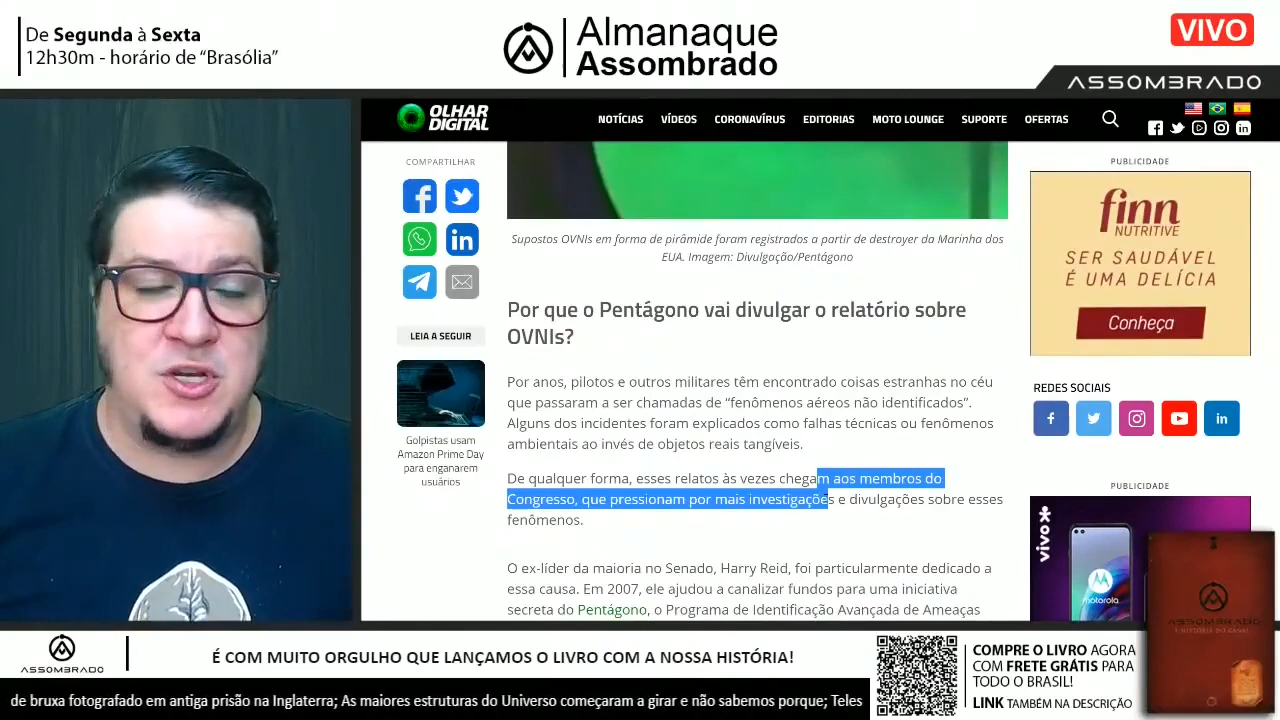 De Segunda à Sexta
12h30m - horário de “Brasólia”
Almanaque
Assombrado
VIVO
ASSOMBRADO
OLHAR
DIGITAL
NOTÍCIAS VÍDEOS CORONAVÍRUS EDITORIAS MOTO LOUNGE SUPORTE OFERTAS
COMPARTILHAR
Supostos OVNIs em forma de pirâmide foram registrados a partir de destroyer da Marinha dos
EUA. Imagem: Divulgação/Pentágono
Por que o Pentágono vai divulgar o relatório sobre
OVNIs?
LEIA A SEGUIR
Golpistas usam
Amazon Prime Day
para enganarem
usuários
Por anos, pilotos e outros militares têm encontrado coisas estranhas no céu
que passaram a ser chamadas de “fenômenos aéreos não identificados”.
Alguns dos incidentes foram explicados como falhas técnicas ou fenômenos
ambientais ao invés de objetos reais tangíveis.
De qualquer forma, esses relatos às vezes chegam aos membros do
Congresso, que pressionam por mais investigações e divulgações sobre esses
fenômenos.
O ex-líder da maioria no Senado, Harry Reid, foi particularmente dedicado a
essa causa. Em 2007, ele ajudou a canalizar fundos para uma iniciativa
secreta do Pentágono, o Programa de Identificação Avançada de Ameaças
PUBLICIDADE
finn
NUTRITIVE
SER SAUDÁVEL
É UMA DELÍCIA
Conheça
REDES SOCIAIS
PUBLICIDADE
vivo
motorola
ASSOMBRADO
A HISTÓRIA DO CANAL
ASSOMBRADO
É COM MUITO ORGULHO QUE LANÇAMOS O LIVRO COM A NOSSA HISTÓRIA!
COMPRE O LIVRO AGORA
COM FRETE GRÁTIS PARA
TODO O BRASIL!
LINK TAMBÉM NA DESCRIÇÃO
de bruxa fotografado em antiga prisão na Inglaterra; As maiores estruturas do Universo começaram a girar e não sabemos porque; Teles